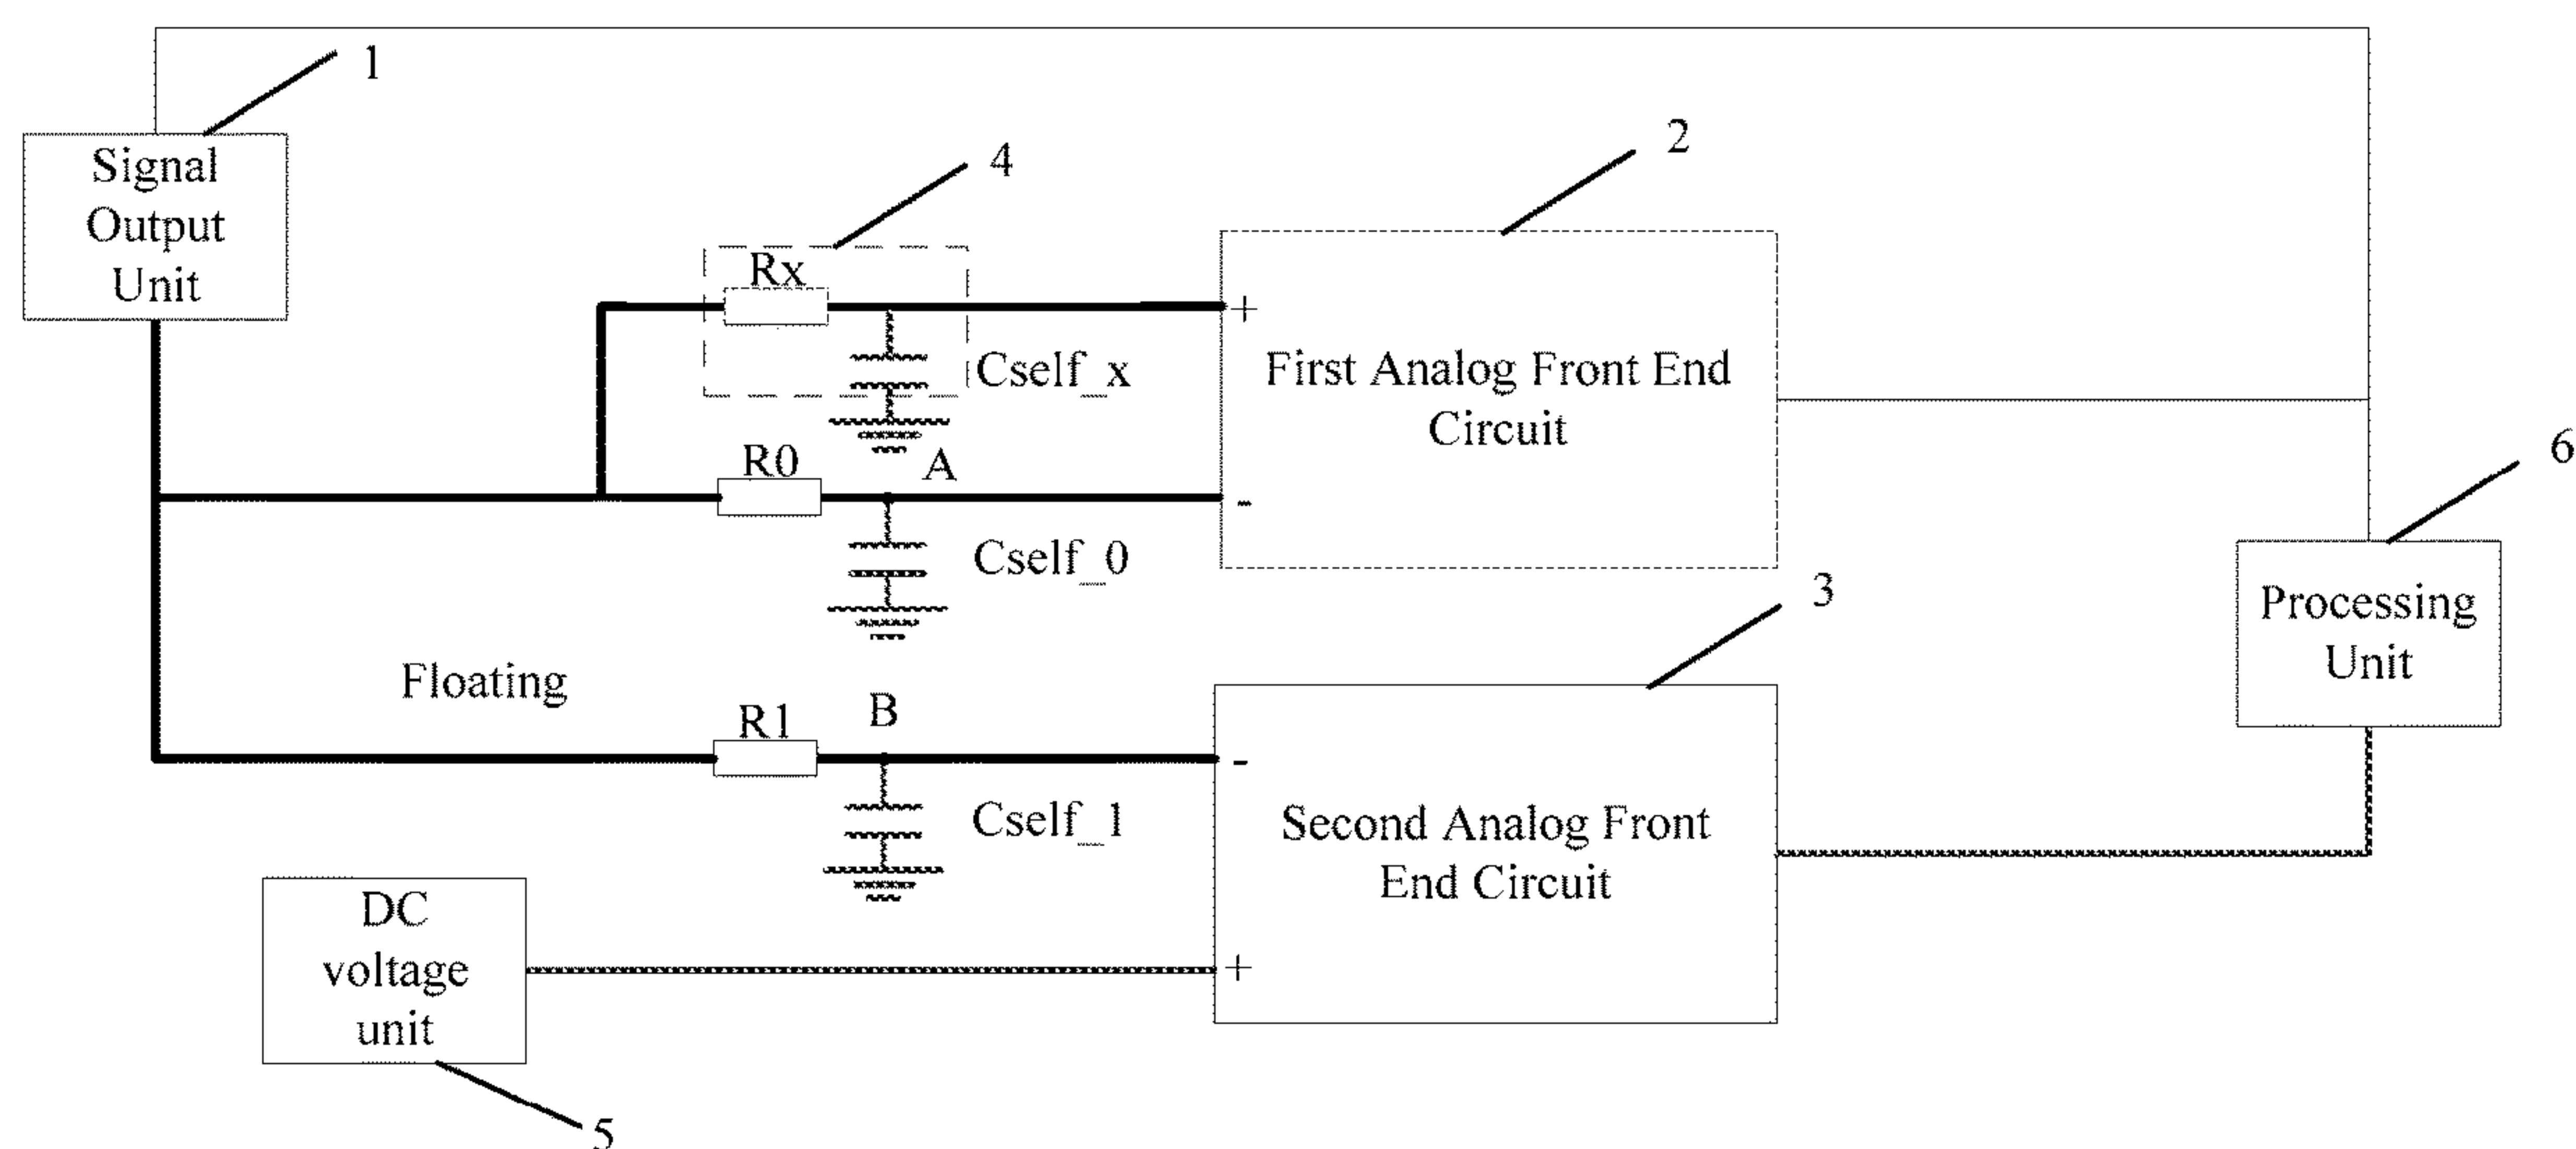 1
Signal
Output
Unit
4
2
Rx
+
Cself_x
First Analog Front End
Circuit
R0
A
-
Cself_0
6
Processing
Unit
3
Floating
R1
B
-
Cself_1
Second Analog Front
End Circuit
DC
voltage
unit
+
5